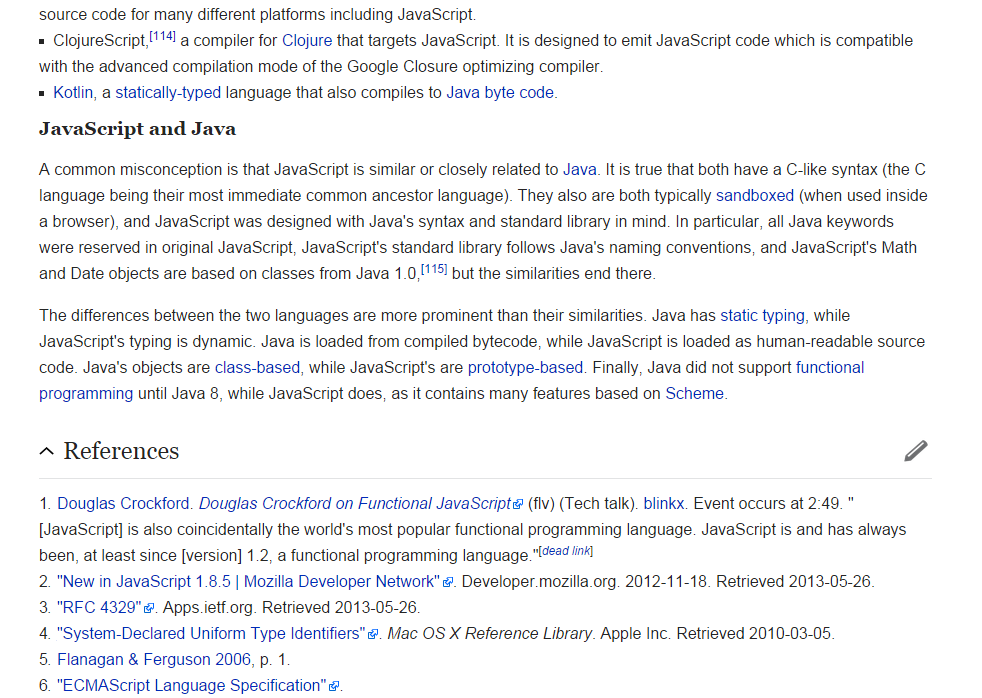 source code for many different platforms including JavaScript.
▪ ClojureScript,[114] a compiler for Clojure that targets JavaScript. It is designed to emit JavaScript code which is compatible
with the advanced compilation mode of the Google Closure optimizing compiler.
▪ Kotlin, a statically-typed language that also compiles to Java byte code.
JavaScript and Java
A common misconception is that JavaScript is similar or closely related to Java. It is true that both have a C-like syntax (the C
language being their most immediate common ancestor language). They also are both typically sandboxed (when used inside
a browser), and JavaScript was designed with Java's syntax and standard library in mind. In particular, all Java keywords
were reserved in original JavaScript, JavaScript's standard library follows Java's naming conventions, and JavaScript's Math
and Date objects are based on classes from Java 1.0,[115] but the similarities end there.
The differences between the two languages are more prominent than their similarities. Java has static typing, while
JavaScript's typing is dynamic. Java is loaded from compiled bytecode, while JavaScript is loaded as human-readable source
code. Java's objects are class-based, while JavaScript's are prototype-based. Finally, Java did not support functional
programming until Java 8, while JavaScript does, as it contains many features based on Scheme.
References
1. Douglas Crockford. Douglas Crockford on Functional JavaScript (flv) (Tech talk). blinkx. Event occurs at 2:49. "
[JavaScript] is also coincidentally the world's most popular functional programming language. JavaScript is and has always
been, at least since [version] 1.2, a functional programming language."[dead link]
2. "New in JavaScript 1.8.5 | Mozilla Developer Network". Developer.mozilla.org. 2012-11-18. Retrieved 2013-05-26.
3. "RFC 4329". Apps.ietf.org. Retrieved 2013-05-26.
4. "System-Declared Uniform Type Identifiers". Mac OS X Reference Library. Apple Inc. Retrieved 2010-03-05.
5. Flanagan & Ferguson 2006, p. 1.
6. "ECMAScript Language Specification".